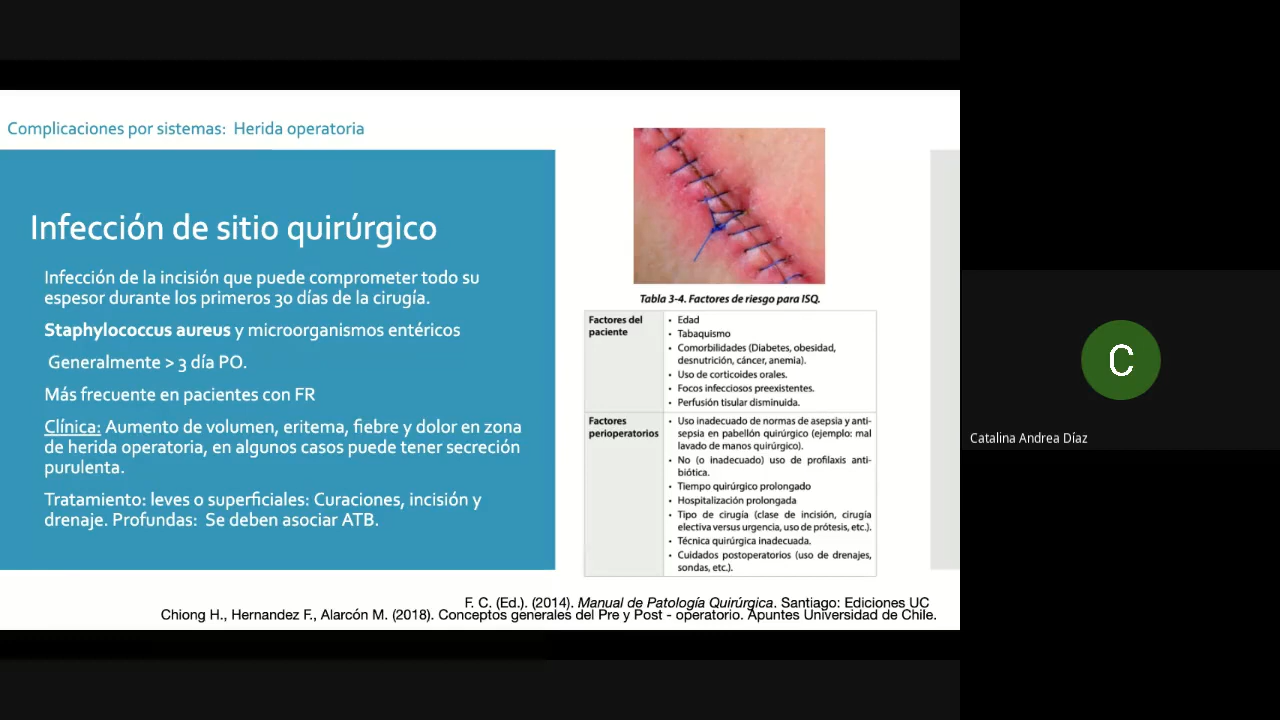 Complicaciones por sistemas: Herida operatoria
Infección de sitio quirúrgico
Infección de la incisión que puede comprometer todo su
espesor durante los primeros 30 días de la cirugía.
Staphylococcus aureus y microorganismos entéricos
Generalmente > 3 día PO.
Más frecuente en pacientes con FR
Clínica: Aumento de volumen, eritema, fiebre y dolor en zona
de herida operatoria, en algunos casos puede tener secreción
purulenta.
Tratamiento: leves o superficiales: Curaciones, incisión y
drenaje. Profundas: Se deben asociar ATB.
Tabla 3-4. Factores de riesgo para ISQ.
Factores del
paciente
• Edad
• Tabaquismo
• Comorbilidades (Diabetes, obesidad,
desnutrición, cáncer, anemia).
• Uso de corticoides orales.
• Focos infecciosos preexistentes.
• Perfusión tisular disminuida.
Factores
perioperatorios
• Uso inadecuado de normas de asepsia y anti-
sepsia en pabellón quirúrgico (ejemplo: mal
lavado de manos quirúrgico).
• No (o inadecuado) uso de profilaxis anti-
biótica.
• Tiempo quirúrgico prolongado
• Hospitalización prolongada
• Tipo de cirugía (clase de incisión, cirugía
electiva versus urgencia, uso de prótesis, etc.).
• Técnica quirúrgica inadecuada.
• Cuidados postoperatorios (uso de drenajes,
sondas, etc.).
F. C. (Ed.). (2014). Manual de Patología Quirúrgica. Santiago: Ediciones UC
Chiong H., Hernandez F., Alarcón M. (2018). Conceptos generales del Pre y Post - operatorio. Apuntes Universidad de Chile.
C
Catalina Andrea Díaz